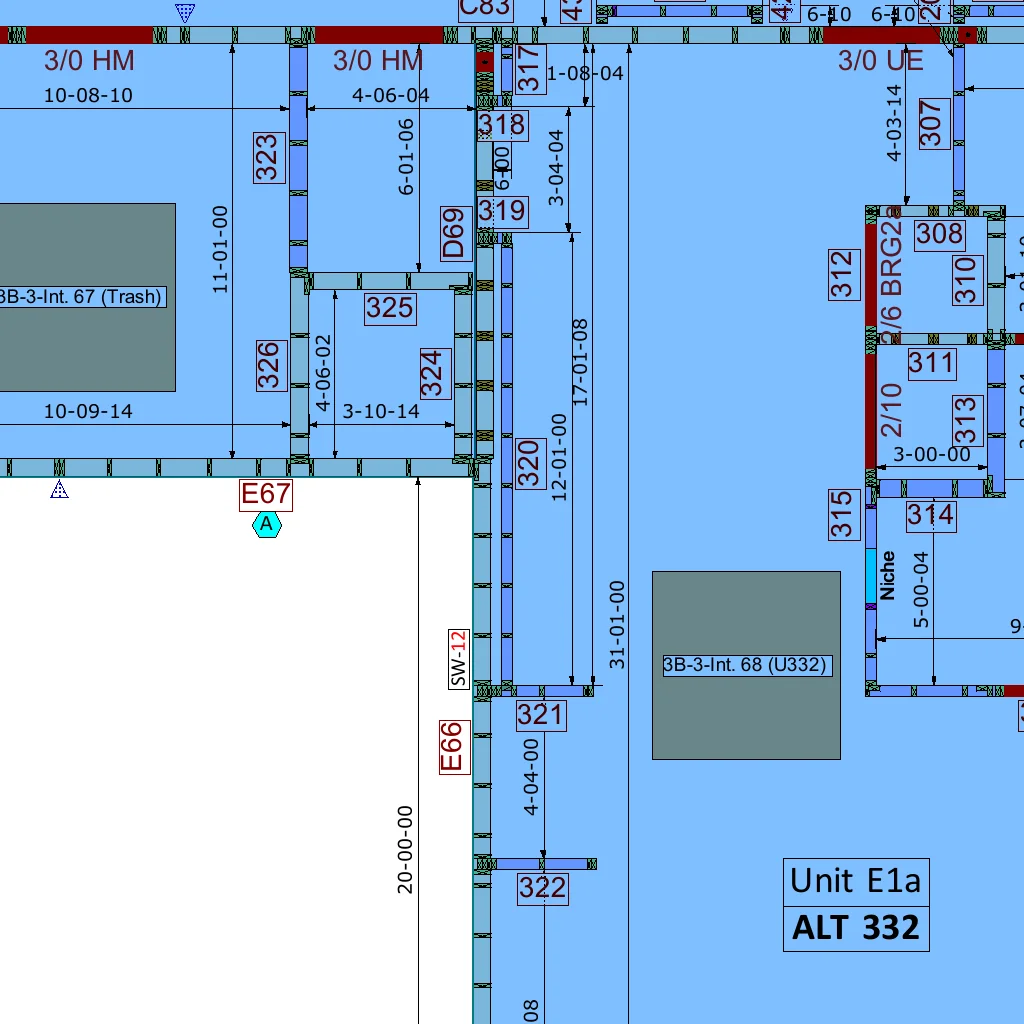 C83
6-10
6-10
3/0 HM
3/0 HM
317
1-08-04
3/0 UE
10-08-10
4-06-04
323
6-01-06
318
6-00
3-04-04
4-03-14
307
11-01-00
D69
319
312
2/6 BRG2a
308
310
3B-3-Int. 67 (Trash)
325
326
4-06-02
324
17-01-08
311
2/10
313
10-09-14
3-10-14
320
12-01-00
3-00-00
E67
A
315
314
Niche
5-00-04
31-01-00
SW-12
3B-3-Int. 68 (U332)
321
E66
4-04-00
20-00-00
322
Unit E1a
ALT 332
08